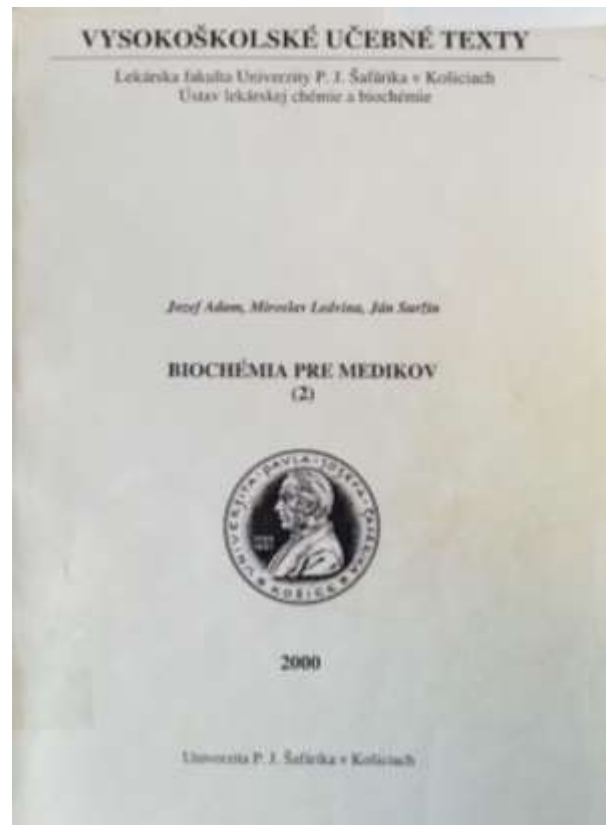 VYSOKOŠKOLSKÉ UČEBNÉ TEXTY
Lekárska fakulta Univerzity P. J. Šafárika v Košiciach
Ústav lekárskej chémie a biochémie
Jozef Adam, Miroslav Ledvina, Ján
BIOCHÉMIA PRE MEDIKOV
(2)
KOŠICE
2000
Univerzita P. J. Šafárika v Košiciach